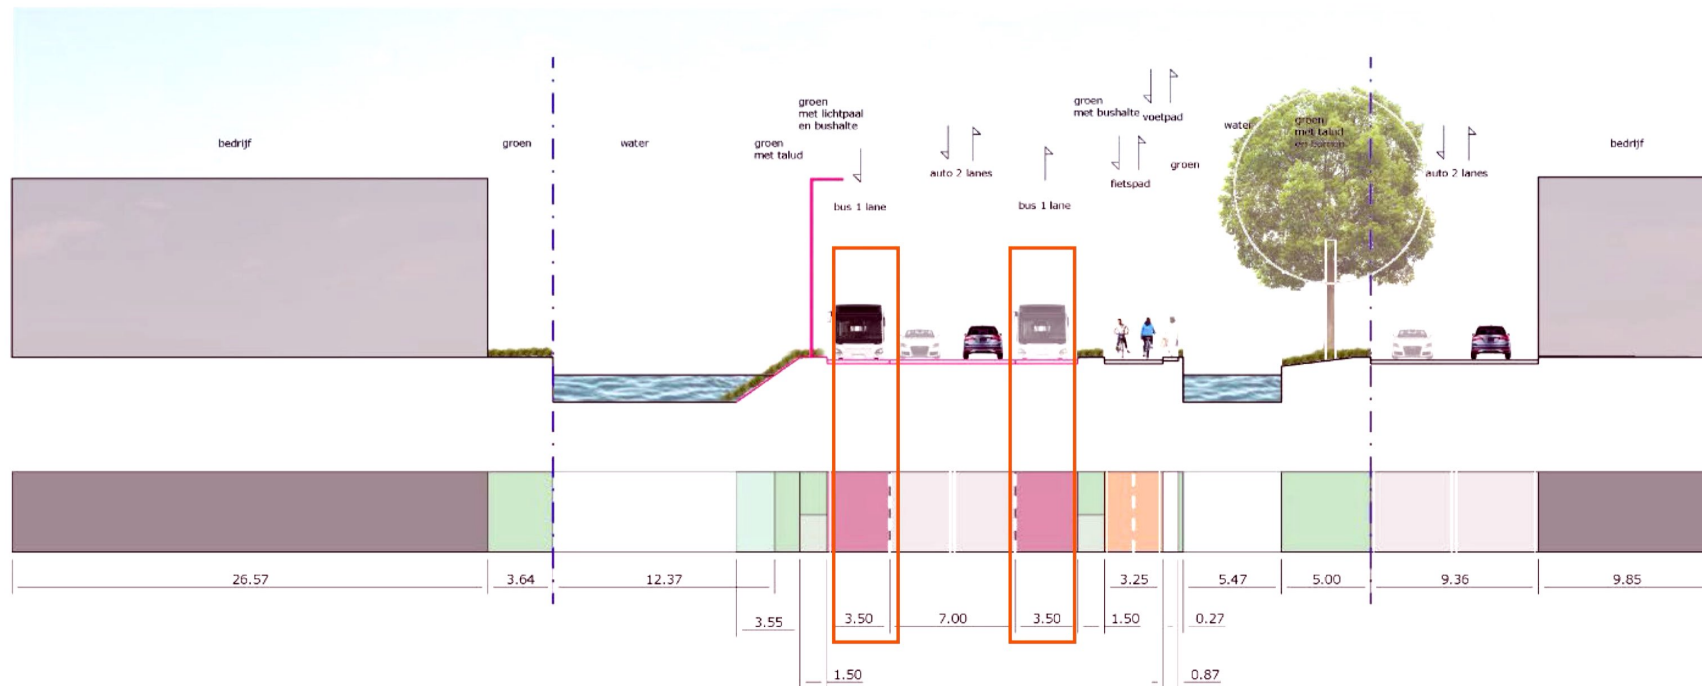 groen
met lichtpaal
en bushalte
groen
met bushalte
voetpad
bedrijf
groen
water
groen
met talud
auto 2 lanes
bus 1 lane
bus 1 lane
fietspad
groen
water
groen
met talud
en bomen
auto 2 lanes
bedrijf
26.57
3.64
12.37
3.25
5.47
5.00
9.36
9.85
3.55
3.50
7.00
3.50
1.50
0.27
1.50
0.87